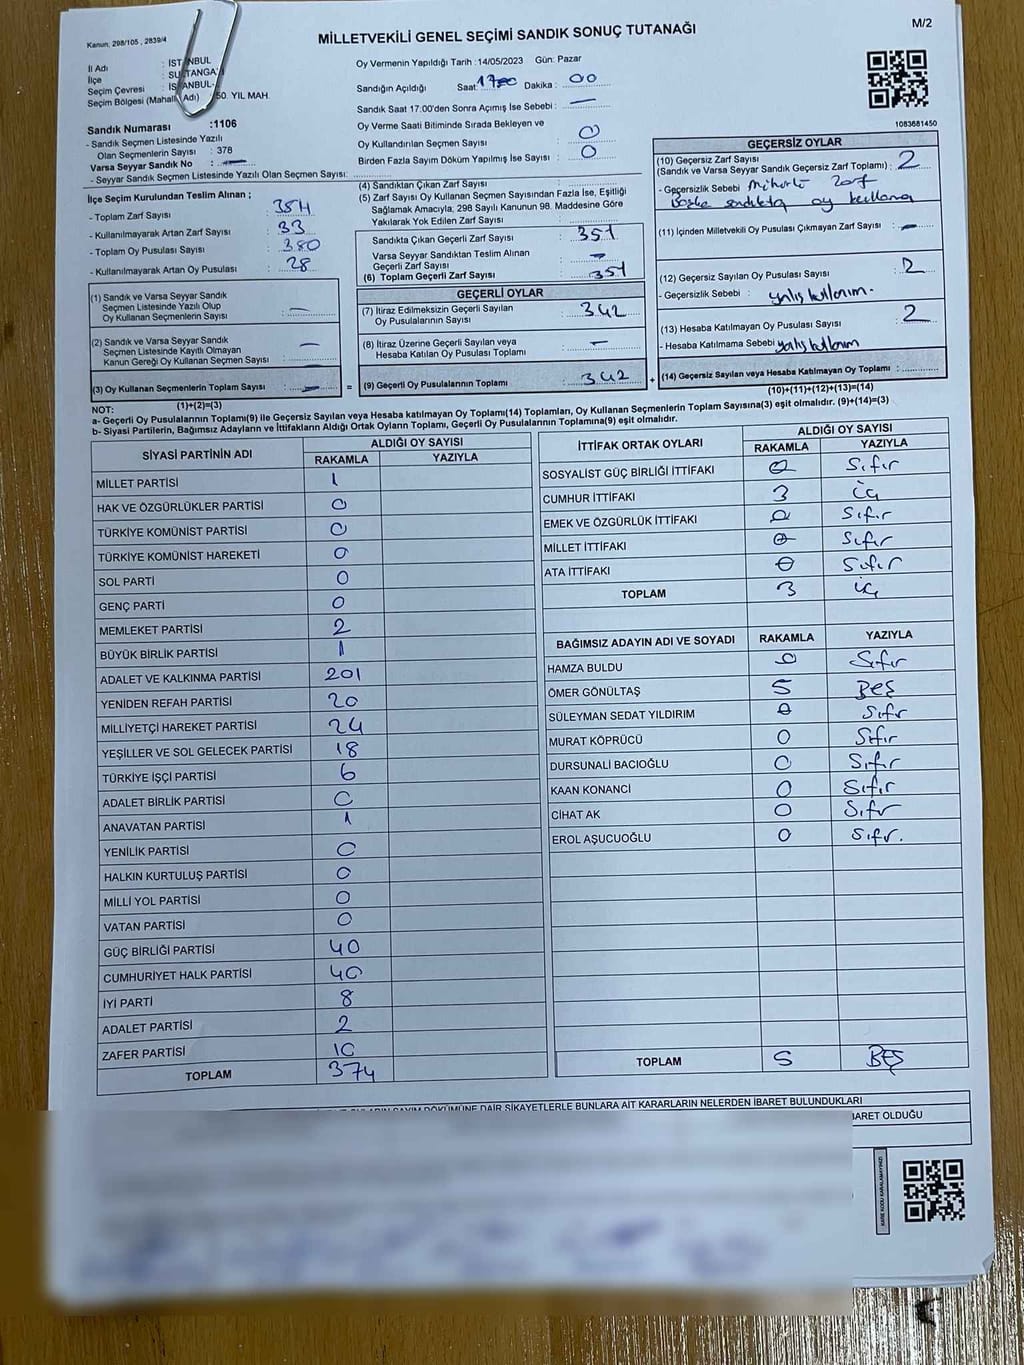 Kanun; 298/105 , 2839/4
MİLLETVEKİLİ GENEL SEÇİMİ SANDIK SONUÇ TUTANAĞI
M/2
İl Adı : İSTANBUL
İlçe : SULTANGA
Seçim Çevresi : İSTANBUL-
Seçim Bölgesi (Mahalle Adı) 50. YIL MAH.
Oy Vermenin Yapıldığı Tarih : 14/05/2023 Gün: Pazar
Sandığın Açıldığı Saat: 1700 Dakika : 00
Sandık Saat 17:00'den Sonra Açımış İse Sebebi : —
Oy Verme Saati Bitiminde Sırada Bekleyen ve
Oy Kullandırılan Seçmen Sayısı : 0
Birden Fazla Sayım Döküm Yapılmış İse Sayısı : 0
1083681450
Sandık Numarası :1106
- Sandık Seçmen Listesinde Yazılı
Olan Seçmenlerin Sayısı : 378
Varsa Seyyar Sandık No : —
- Seyyar Sandık Seçmen Listesinde Yazılı Olan Seçmen Sayısı:
İlçe Seçim Kurulundan Teslim Alınan ;
- Toplam Zarf Sayısı : 384
- Kullanılmayarak Artan Zarf Sayısı : 33
- Toplam Oy Pusulası Sayısı : 380
- Kullanılmayarak Artan Oy Pusulası : 28
(4) Sandıktan Çıkan Zarf Sayısı :
(5) Zarf Sayısı Oy Kullanan Seçmen Sayısından Fazla İse, Eşitliği
Sağlamak Amacıyla; 298 Sayılı Kanunun 98. Maddesine Göre
Yakılarak Yok Edilen Zarf Sayısı :
Sandıkta Çıkan Geçerli Zarf Sayısı : 351
Varsa Seyyar Sandıktan Teslim Alınan
Geçerli Zarf Sayısı : —
(6) Toplam Geçerli Zarf Sayısı : 351
GEÇERSİZ OYLAR
(10) Geçersiz Zarf Sayısı
(Sandık ve Varsa Seyyar Sandık Geçersiz Zarf Toplamı) : 2
- Geçersizlik Sebebi Mühürlü zarf
Başka sandıkta oy kullanma
(11) İçinden Milletvekili Oy Pusulası Çıkmayan Zarf Sayısı : —
(12) Geçersiz Sayılan Oy Pusulası Sayısı : 2
- Geçersizlik Sebebi : yalış kullanım.
(13) Hesaba Katılmayan Oy Pusulası Sayısı : 2
- Hesaba Katılmama Sebebi yalış kullanım
(14) Geçersiz Sayılan veya Hesaba Katılmayan Oy Toplamı :
(10)+(11)+(12)+(13)=(14)
(1) Sandık ve Varsa Seyyar Sandık
Seçmen Listesinde Yazılı Olup
Oy Kullanan Seçmenlerin Sayısı : —
(2) Sandık ve Varsa Seyyar Sandık
Seçmen Listesinde Kayıtlı Olmayan
Kanun Gereği Oy Kullanan Seçmen Sayısı : —
(3) Oy Kullanan Seçmenlerin Toplam Sayısı : —
(1)+(2)=(3)
=
GEÇERLİ OYLAR
(7) İtiraz Edilmeksizin Geçerli Sayılan
Oy Pusulalarının Sayısı : 342
(8) İtiraz Üzerine Geçerli Sayılan veya
Hesaba Katılan Oy Pusulası Toplamı : —
(9) Geçerli Oy Pusulalarının Toplamı : 342
+
NOT:
a- Geçerli Oy Pusulalarının Toplamı(9) ile Geçersiz Sayılan veya Hesaba katılmayan Oy Toplamı(14) Toplamları, Oy Kullanan Seçmenlerin Toplam Sayısına(3) eşit olmalıdır. (9)+(14)=(3)
b- Siyasi Partilerin, Bağımsız Adayların ve İttifakların Aldığı Ortak Oyların Toplamı, Geçerli Oy Pusulalarının Toplamına(9) eşit olmalıdır.
SİYASİ PARTİNİN ADI ALDIĞI OY SAYISI
RAKAMLA YAZIYLA
MİLLET PARTİSİ 1
HAK VE ÖZGÜRLÜKLER PARTİSİ 0
TÜRKİYE KOMÜNİST PARTİSİ 0
TÜRKİYE KOMÜNİST HAREKETİ 0
SOL PARTİ 0
GENÇ PARTİ 0
MEMLEKET PARTİSİ 2
BÜYÜK BİRLİK PARTİSİ 1
ADALET VE KALKINMA PARTİSİ 201
YENİDEN REFAH PARTİSİ 20
MİLLİYETÇİ HAREKET PARTİSİ 24
YEŞİLLER VE SOL GELECEK PARTİSİ 18
TÜRKİYE İŞÇİ PARTİSİ 6
ADALET BİRLİK PARTİSİ 0
ANAVATAN PARTİSİ 1
YENİLİK PARTİSİ 0
HALKIN KURTULUŞ PARTİSİ 0
MİLLİ YOL PARTİSİ 0
VATAN PARTİSİ 0
GÜÇ BİRLİĞİ PARTİSİ 40
CUMHURİYET HALK PARTİSİ 40
İYİ PARTİ 8
ADALET PARTİSİ 2
ZAFER PARTİSİ 10
TOPLAM 374
İTTİFAK ORTAK OYLARI ALDIĞI OY SAYISI
RAKAMLA YAZIYLA
SOSYALİST GÜÇ BİRLİĞİ İTTİFAKI 0 Sıfır
CUMHUR İTTİFAKI 3 üç
EMEK VE ÖZGÜRLÜK İTTİFAKI 0 Sıfır
MİLLET İTTİFAKI 0 Sıfır
ATA İTTİFAKI 0 Sıfır
TOPLAM 3 üç
BAĞIMSIZ ADAYIN ADI VE SOYADI RAKAMLA YAZIYLA
HAMZA BULDU 0 Sıfır
ÖMER GÖNÜLTAŞ 5 BEŞ
SÜLEYMAN SEDAT YILDIRIM 0 Sıfır
MURAT KÖPRÜCÜ 0 Sıfır
DURSUNALİ BACIOĞLU 0 Sıfır
KAAN KONANCİ 0 Sıfır
CİHAT AK 0 Sıfır
EROL AŞUCUOĞLU 0 Sıfır.
TOPLAM 5 BEŞ
SAYIM DÖKÜMÜNE DAİR ŞİKAYETLERLE BUNLARA AİT KARARLARIN NELERDEN İBARET BULUNDUKLARI
İBARET OLDUĞU
KARE KODU KARALAMAYINIZ!